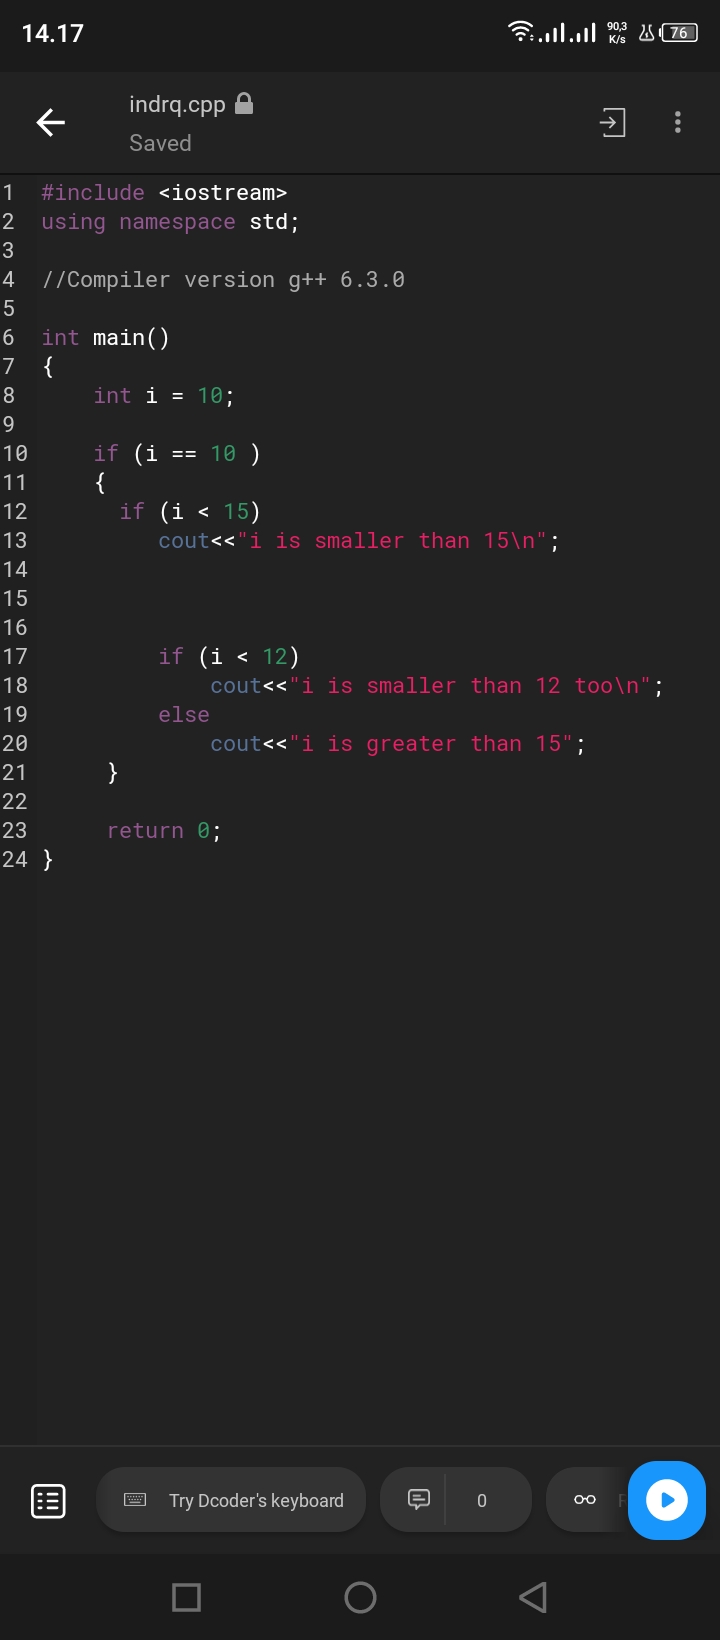 14.17
90,3
K/s
76
indrq.cpp
Saved
1 #include <iostream>
2 using namespace std;
3
4 //Compiler version g++ 6.3.0
5
6 int main()
7 {
8     int i = 10;
9
10     if (i == 10 )
11     {
12       if (i < 15)
13          cout<<"i is smaller than 15\n";
14
15
16
17          if (i < 12)
18              cout<<"i is smaller than 12 too\n";
19          else
20              cout<<"i is greater than 15";
21      }
22
23      return 0;
24 }
Try Dcoder's keyboard
0